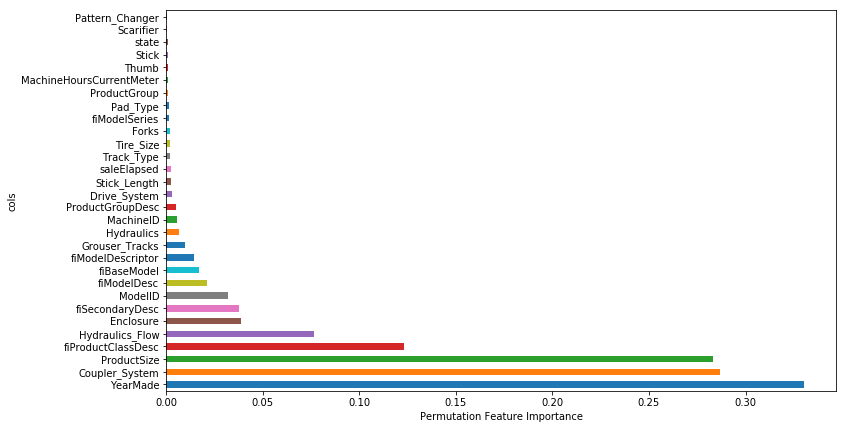 Pattern_Changer
Scarifier
state
Stick
Thumb
MachineHoursCurrentMeter
ProductGroup
Pad_Type
fiModelSeries
Forks
Tire_Size
Track_Type
saleElapsed
Stick_Length
Drive_System
ProductGroupDesc
MachineID
Hydraulics
Grouser_Tracks
fiModelDescriptor
fiBaseModel
fiModelDesc
ModelID
fiSecondaryDesc
Enclosure
Hydraulics_Flow
fiProductClassDesc
ProductSize
Coupler_System
YearMade
cols
0.00 0.05 0.10 0.15 0.20 0.25 0.30
Permutation Feature Importance